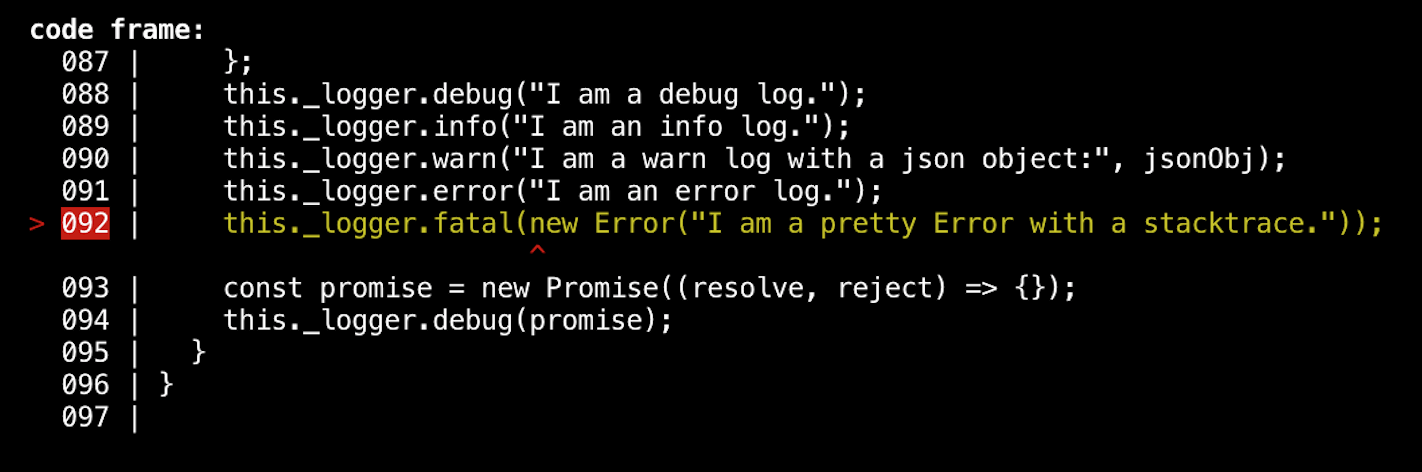 code frame:
  087 |     };
  088 |     this._logger.debug("I am a debug log.");
  089 |     this._logger.info("I am an info log.");
  090 |     this._logger.warn("I am a warn log with a json object:", jsonObj);
  091 |     this._logger.error("I am an error log.");
> 092 |     this._logger.fatal(new Error("I am a pretty Error with a stacktrace."));
                               ^
  093 |     const promise = new Promise((resolve, reject) => {});
  094 |     this._logger.debug(promise);
  095 |   }
  096 | }
  097 |